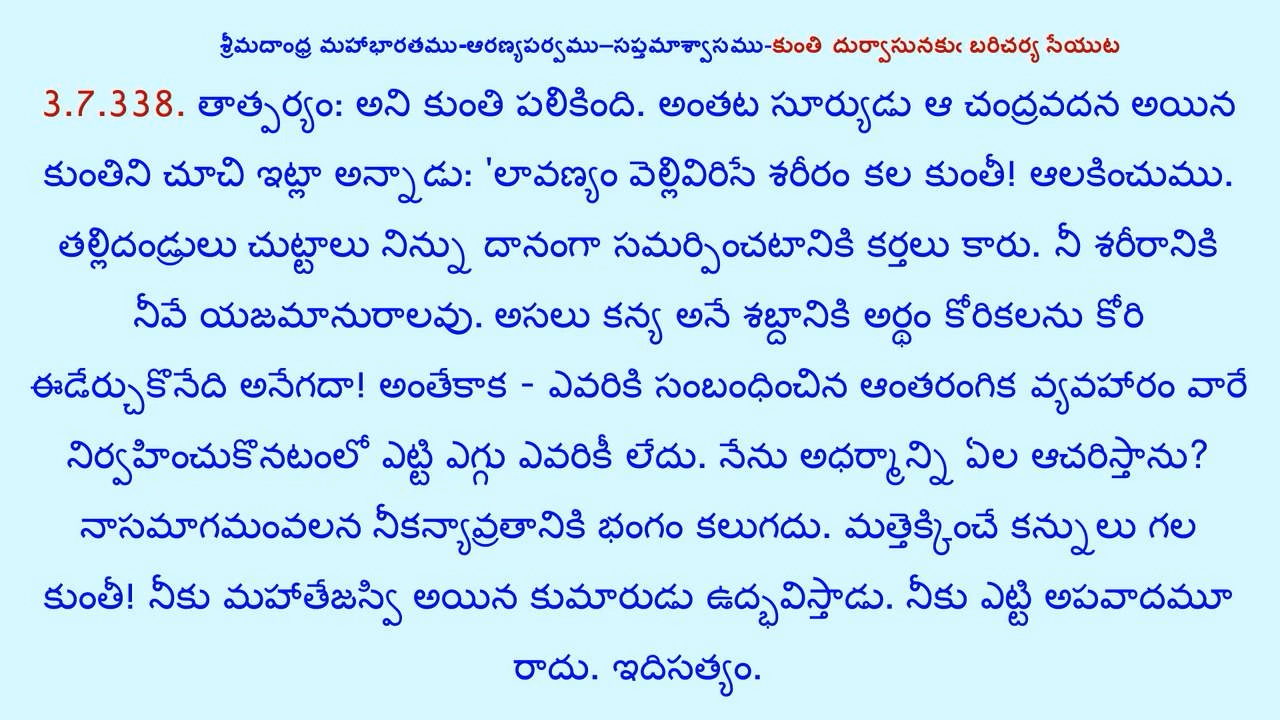 శ్రీమదాంధ్ర మహాభారతము-ఆరణ్యపర్వము–సప్తమాశ్వాసము-కుంతి దుర్వాసునకుఁ బరిచర్య సేయుట
3.7.338. తాత్పర్యం: అని కుంతి పలికింది. అంతట సూర్యుడు ఆ చంద్రవదన అయిన
కుంతిని చూచి ఇట్లా అన్నాడు: 'లావణ్యం వెల్లివిరిసే శరీరం కల కుంతీ! ఆలకించుము.
తల్లిదండ్రులు చుట్టాలు నిన్ను దానంగా సమర్పించటానికి కర్తలు కారు. నీ శరీరానికి
నీవే యజమానురాలవు. అసలు కన్య అనే శబ్దానికి అర్థం కోరికలను కోరి
ఈడేర్చుకొనేది అనేగదా! అంతేకాక - ఎవరికి సంబంధించిన ఆంతరంగిక వ్యవహారం వారే
నిర్వహించుకొనటంలో ఎట్టి ఎగ్గు ఎవరికీ లేదు. నేను అధర్మాన్ని ఏల ఆచరిస్తాను?
నాసమాగమంవలన నీకన్యావ్రతానికి భంగం కలుగదు. మత్తెక్కించే కన్నులు గల
కుంతీ! నీకు మహాతేజస్వి అయిన కుమారుడు ఉద్భవిస్తాడు. నీకు ఎట్టి అపవాదమూ
రాదు. ఇదిసత్యం.